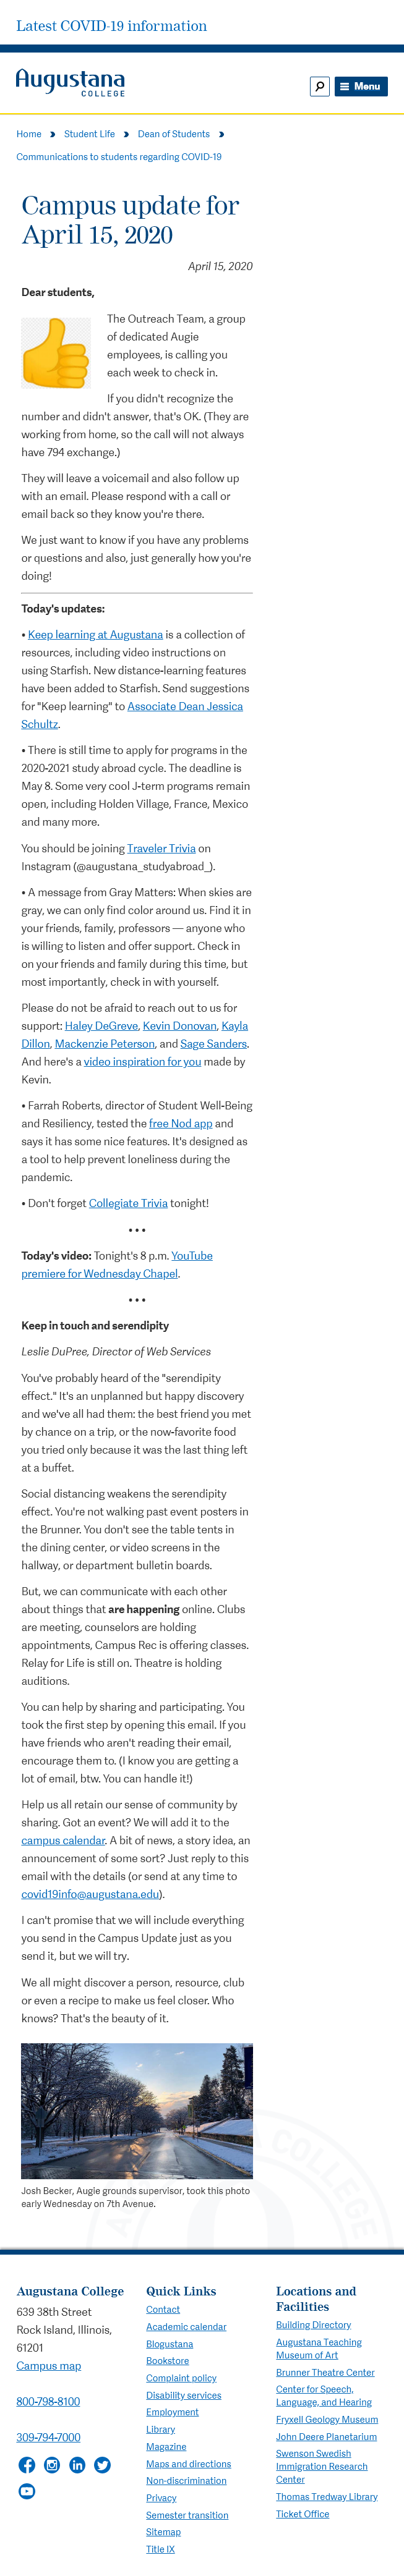 Latest COVID-19 information
Augustana
COLLEGE
Menu
Home
Student Life
Dean of Students
Communications to students regarding COVID-19
Campus update for
April 15, 2020
April 15, 2020
Dear students,
The Outreach Team, a group
of dedicated Augie
employees, is calling you
each week to check in.
If you didn't recognize the
number and didn't answer, that's OK. (They are
working from home, so the call will not always
have 794 exchange.)
They will leave a voicemail and also follow up
with an email. Please respond with a call or
email back so they know you're there.
We just want to know if you have any problems
or questions and also, just generally how you're
doing!
Today's updates:
• Keep learning at Augustana is a collection of
resources, including video instructions on
using Starfish. New distance-learning features
have been added to Starfish. Send suggestions
for "Keep learning" to Associate Dean Jessica
Schultz.
• There is still time to apply for programs in the
2020-2021 study abroad cycle. The deadline is
May 8. Some very cool J-term programs remain
open, including Holden Village, France, Mexico
and many more.
You should be joining Traveler Trivia on
Instagram (@augustana_studyabroad_).
• A message from Gray Matters: When skies are
gray, we can only find color around us. Find it in
your friends, family, professors — anyone who
is willing to listen and offer support. Check in
on your friends and family during this time, but
most importantly, check in with yourself.
Please do not be afraid to reach out to us for
support: Haley DeGreve, Kevin Donovan, Kayla
Dillon, Mackenzie Peterson, and Sage Sanders.
And here's a video inspiration for you made by
Kevin.
• Farrah Roberts, director of Student Well-Being
and Resiliency, tested the free Nod app and
says it has some nice features. It's designed as
a tool to help prevent loneliness during the
pandemic.
• Don't forget Collegiate Trivia tonight!
• • •
Today's video: Tonight's 8 p.m. YouTube
premiere for Wednesday Chapel.
• • •
Keep in touch and serendipity
Leslie DuPree, Director of Web Services
You've probably heard of the "serendipity
effect." It's an unplanned but happy discovery
and we've all had them: the best friend you met
by chance on a trip, or the now-favorite food
you tried only because it was the last thing left
at a buffet.
Social distancing weakens the serendipity
effect. You're not walking past event posters in
the Brunner. You don't see the table tents in
the dining center, or video screens in the
hallway, or department bulletin boards.
But, we can communicate with each other
about things that are happening online. Clubs
are meeting, counselors are holding
appointments, Campus Rec is offering classes.
Relay for Life is still on. Theatre is holding
auditions.
You can help by sharing and participating. You
took the first step by opening this email. If you
have friends who aren't reading their email,
encourage them to. (I know you are getting a
lot of email, btw. You can handle it!)
Help us all retain our sense of community by
sharing. Got an event? We will add it to the
campus calendar. A bit of news, a story idea, an
announcement of some sort? Just reply to this
email with the details (or send at any time to
covid19info@augustana.edu).
I can't promise that we will include everything
you send in the Campus Update just as you
sent it, but we will try.
We all might discover a person, resource, club
or even a recipe to make us feel closer. Who
knows? That's the beauty of it.
Josh Becker, Augie grounds supervisor, took this photo
early Wednesday on 7th Avenue.
Augustana College
639 38th Street
Rock Island, Illinois,
61201
Campus map
800-798-8100
309-794-7000
Quick Links
Contact
Academic calendar
Blogustana
Bookstore
Complaint policy
Disability services
Employment
Library
Magazine
Maps and directions
Non-discrimination
Privacy
Semester transition
Sitemap
Title IX
Locations and
Facilities
Building Directory
Augustana Teaching
Museum of Art
Brunner Theatre Center
Center for Speech,
Language, and Hearing
Fryxell Geology Museum
John Deere Planetarium
Swenson Swedish
Immigration Research
Center
Thomas Tredway Library
Ticket Office